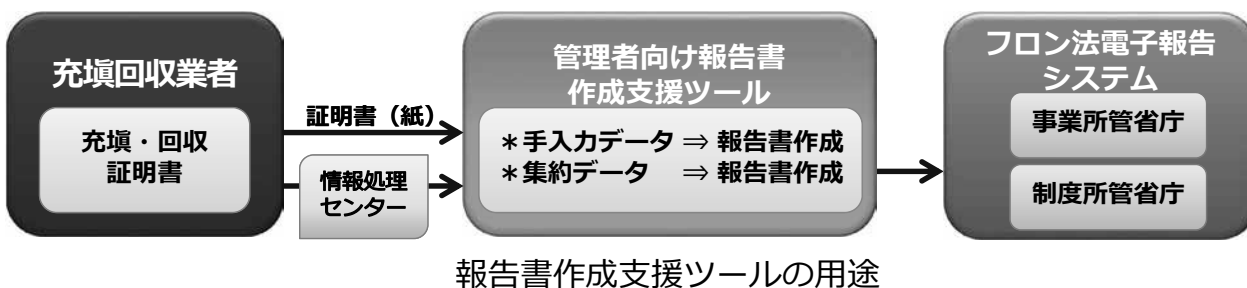 充塡回収業者
充塡・回収
証明書
証明書（紙）
情報処理
センター
管理者向け報告書
作成支援ツール
＊手入力データ ⇒ 報告書作成
＊集約データ ⇒ 報告書作成
フロン法電子報告
システム
事業所管省庁
制度所管省庁
報告書作成支援ツールの用途